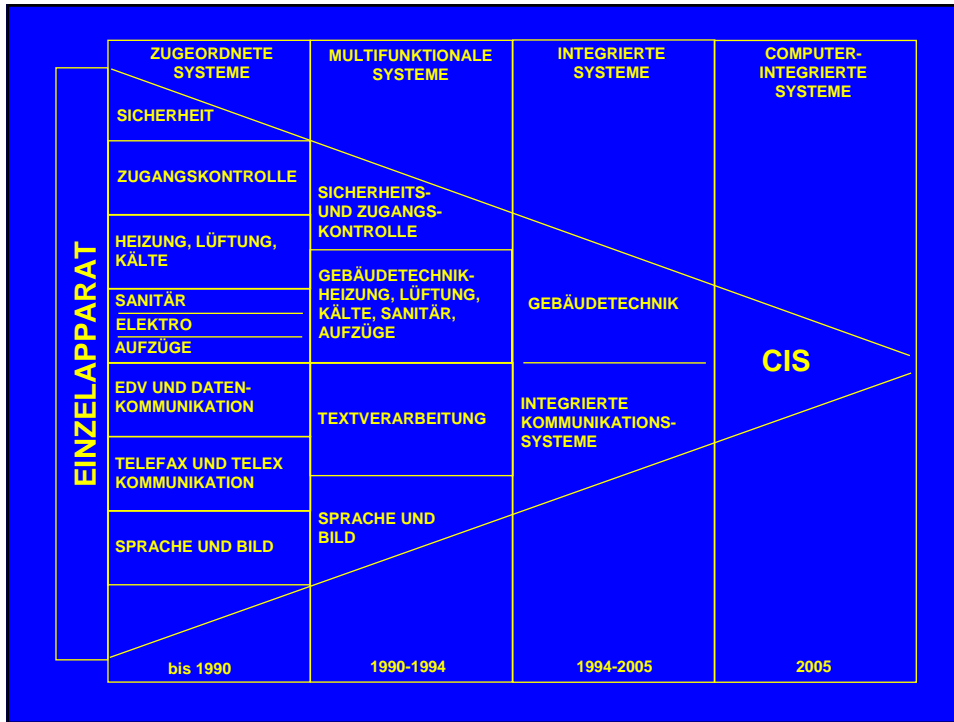 EINZELAPPARAT
ZUGEORDNETE
SYSTEME
SICHERHEIT
ZUGANGSKONTROLLE
HEIZUNG, LÜFTUNG,
KÄLTE
SANITÄR
ELEKTRO
AUFZÜGE
EDV UND DATEN-
KOMMUNIKATION
TELEFAX UND TELEX
KOMMUNIKATION
SPRACHE UND BILD
bis 1990
MULTIFUNKTIONALE
SYSTEME
SICHERHEITS-
UND ZUGANGS-
KONTROLLE
GEBÄUDETECHNIK-
HEIZUNG, LÜFTUNG,
KÄLTE, SANITÄR,
AUFZÜGE
TEXTVERARBEITUNG
SPRACHE UND
BILD
1990-1994
INTEGRIERTE
SYSTEME
GEBÄUDETECHNIK
INTEGRIERTE
KOMMUNIKATIONS-
SYSTEME
1994-2005
COMPUTER-
INTEGRIERTE
SYSTEME
CIS
2005